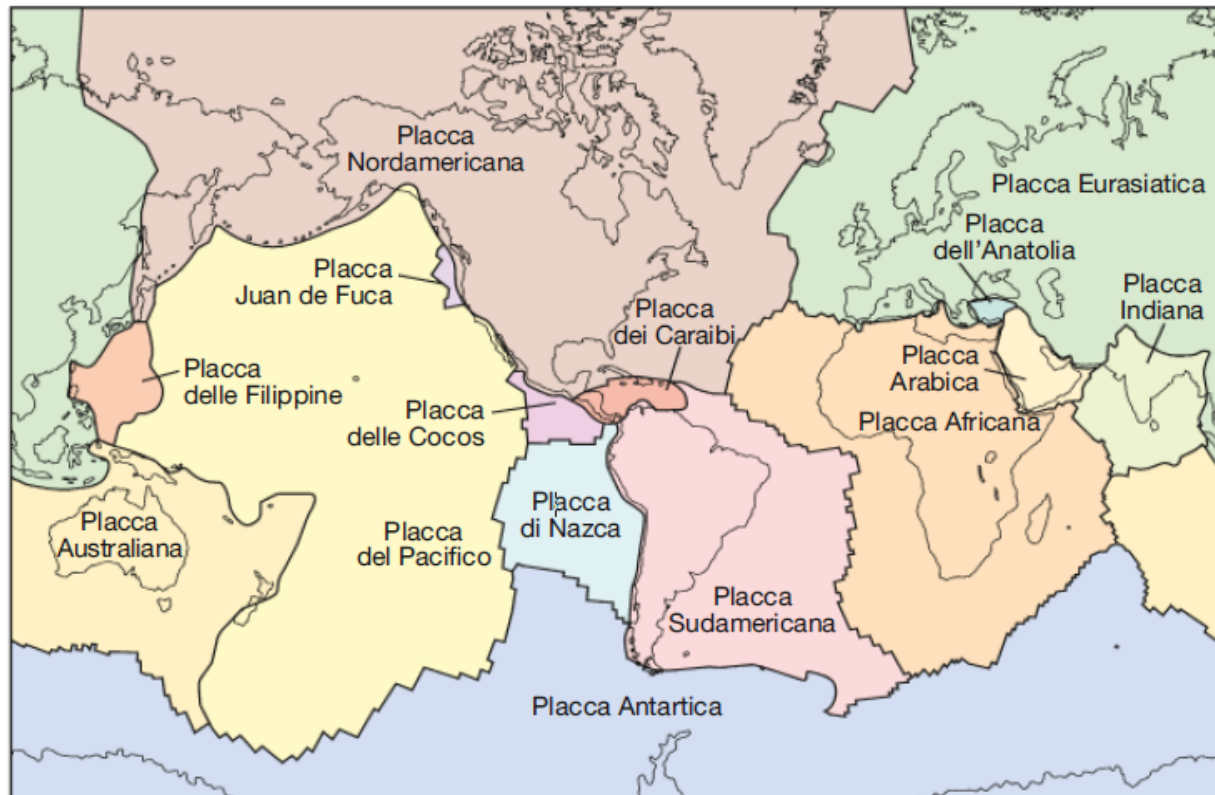 Placca
Nordamericana
Placca Eurasiatica
Placca
dell'Anatolia
Placca
Juan de Fuca
Placca
Indiana
Placca
dei Caraibi
Placca
delle Filippine
Placca
Arabica
Placca
delle Cocos
Placca Africana
Placca
di Nazca
Placca
Australiana
Placca
del Pacifico
Placca
Sudamericana
Placca Antartica